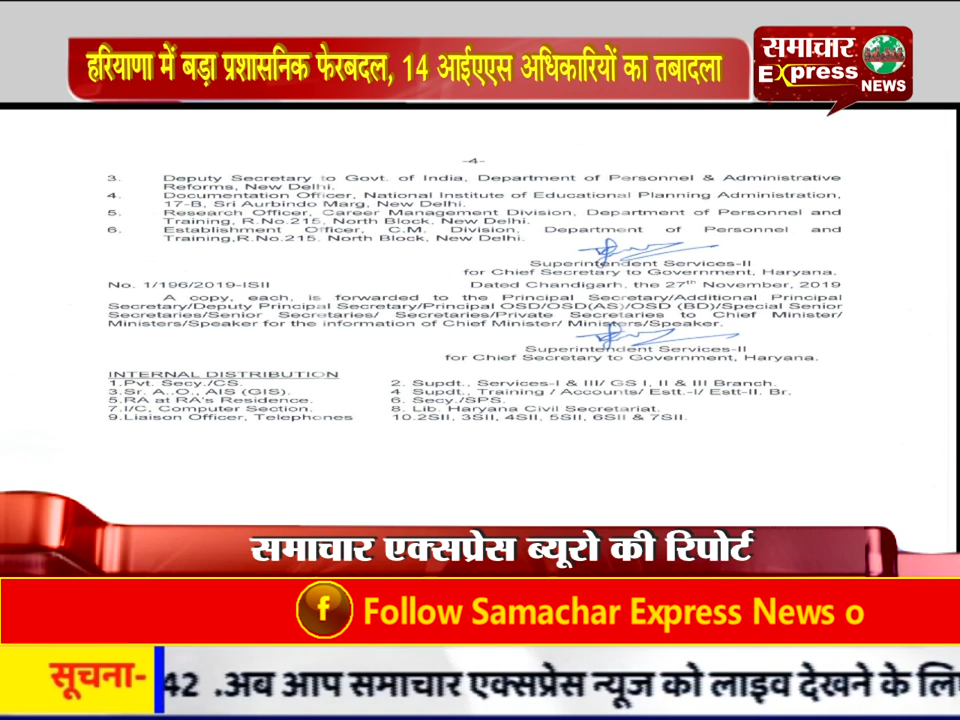 हरियाणा में बड़ा प्रशासनिक फेरबदल, 14 आईएएस अधिकारियों का तबादला
समाचार
Express
NEWS
-4-
3. Deputy Secretary to Govt. of India, Department of Personnel & Administrative
Reforms, New Delhi.
4. Documentation Officer, National Institute of Educational Planning Administration,
17-B, Sri Aurbindo Marg, New Delhi.
5. Research Officer, Career Management Division, Department of Personnel and
Training, R.No.215, North Block, New Delhi.
6. Establishment Officer, C.M. Division, Department of Personnel and
Training,R.No.215, North Block, New Delhi.
Superintendent Services-II
for Chief Secretary to Government, Haryana.
No. 1/196/2019-ISII Dated Chandigarh, the 27th November, 2019
A copy, each, is forwarded to the Principal Secretary/Additional Principal
Secretary/Deputy Principal Secretary/Principal OSD/OSD(AS)/OSD (BD)/Special Senior
Secretaries/Senior Secretaries/ Secretaries/Private Secretaries to Chief Minister/
Ministers/Speaker for the information of Chief Minister/ Ministers/Speaker.
Superintendent Services-II
for Chief Secretary to Government, Haryana.
INTERNAL DISTRIBUTION
1.Pvt. Secy./CS. 2. Supdt., Services-I & III/ GS I, II & III Branch.
3.Sr. A..O., AIS (GIS). 4 Supdt., Training / Accounts/ Estt.-I/ Estt-II. Br.
5.RA at RA's Residence. 6. Secy./SPS.
7.I/C, Computer Section. 8. Lib. Haryana Civil Secretariat.
9.Liaison Officer, Telephones 10.2SII, 3SII, 4SII, 5SII, 6SII & 7SII.
समाचार एक्सप्रेस ब्यूरो की रिपोर्ट
f Follow Samachar Express News o
सूचना- 42 .अब आप समाचार एक्सप्रेस न्यूज को लाइव देखने के